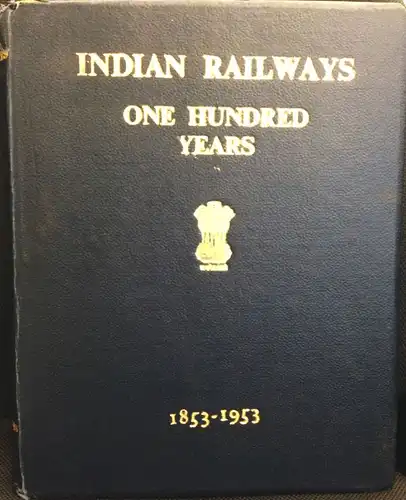 INDIAN RAILWAYS
ONE HUNDRED
YEARS
1853-1953